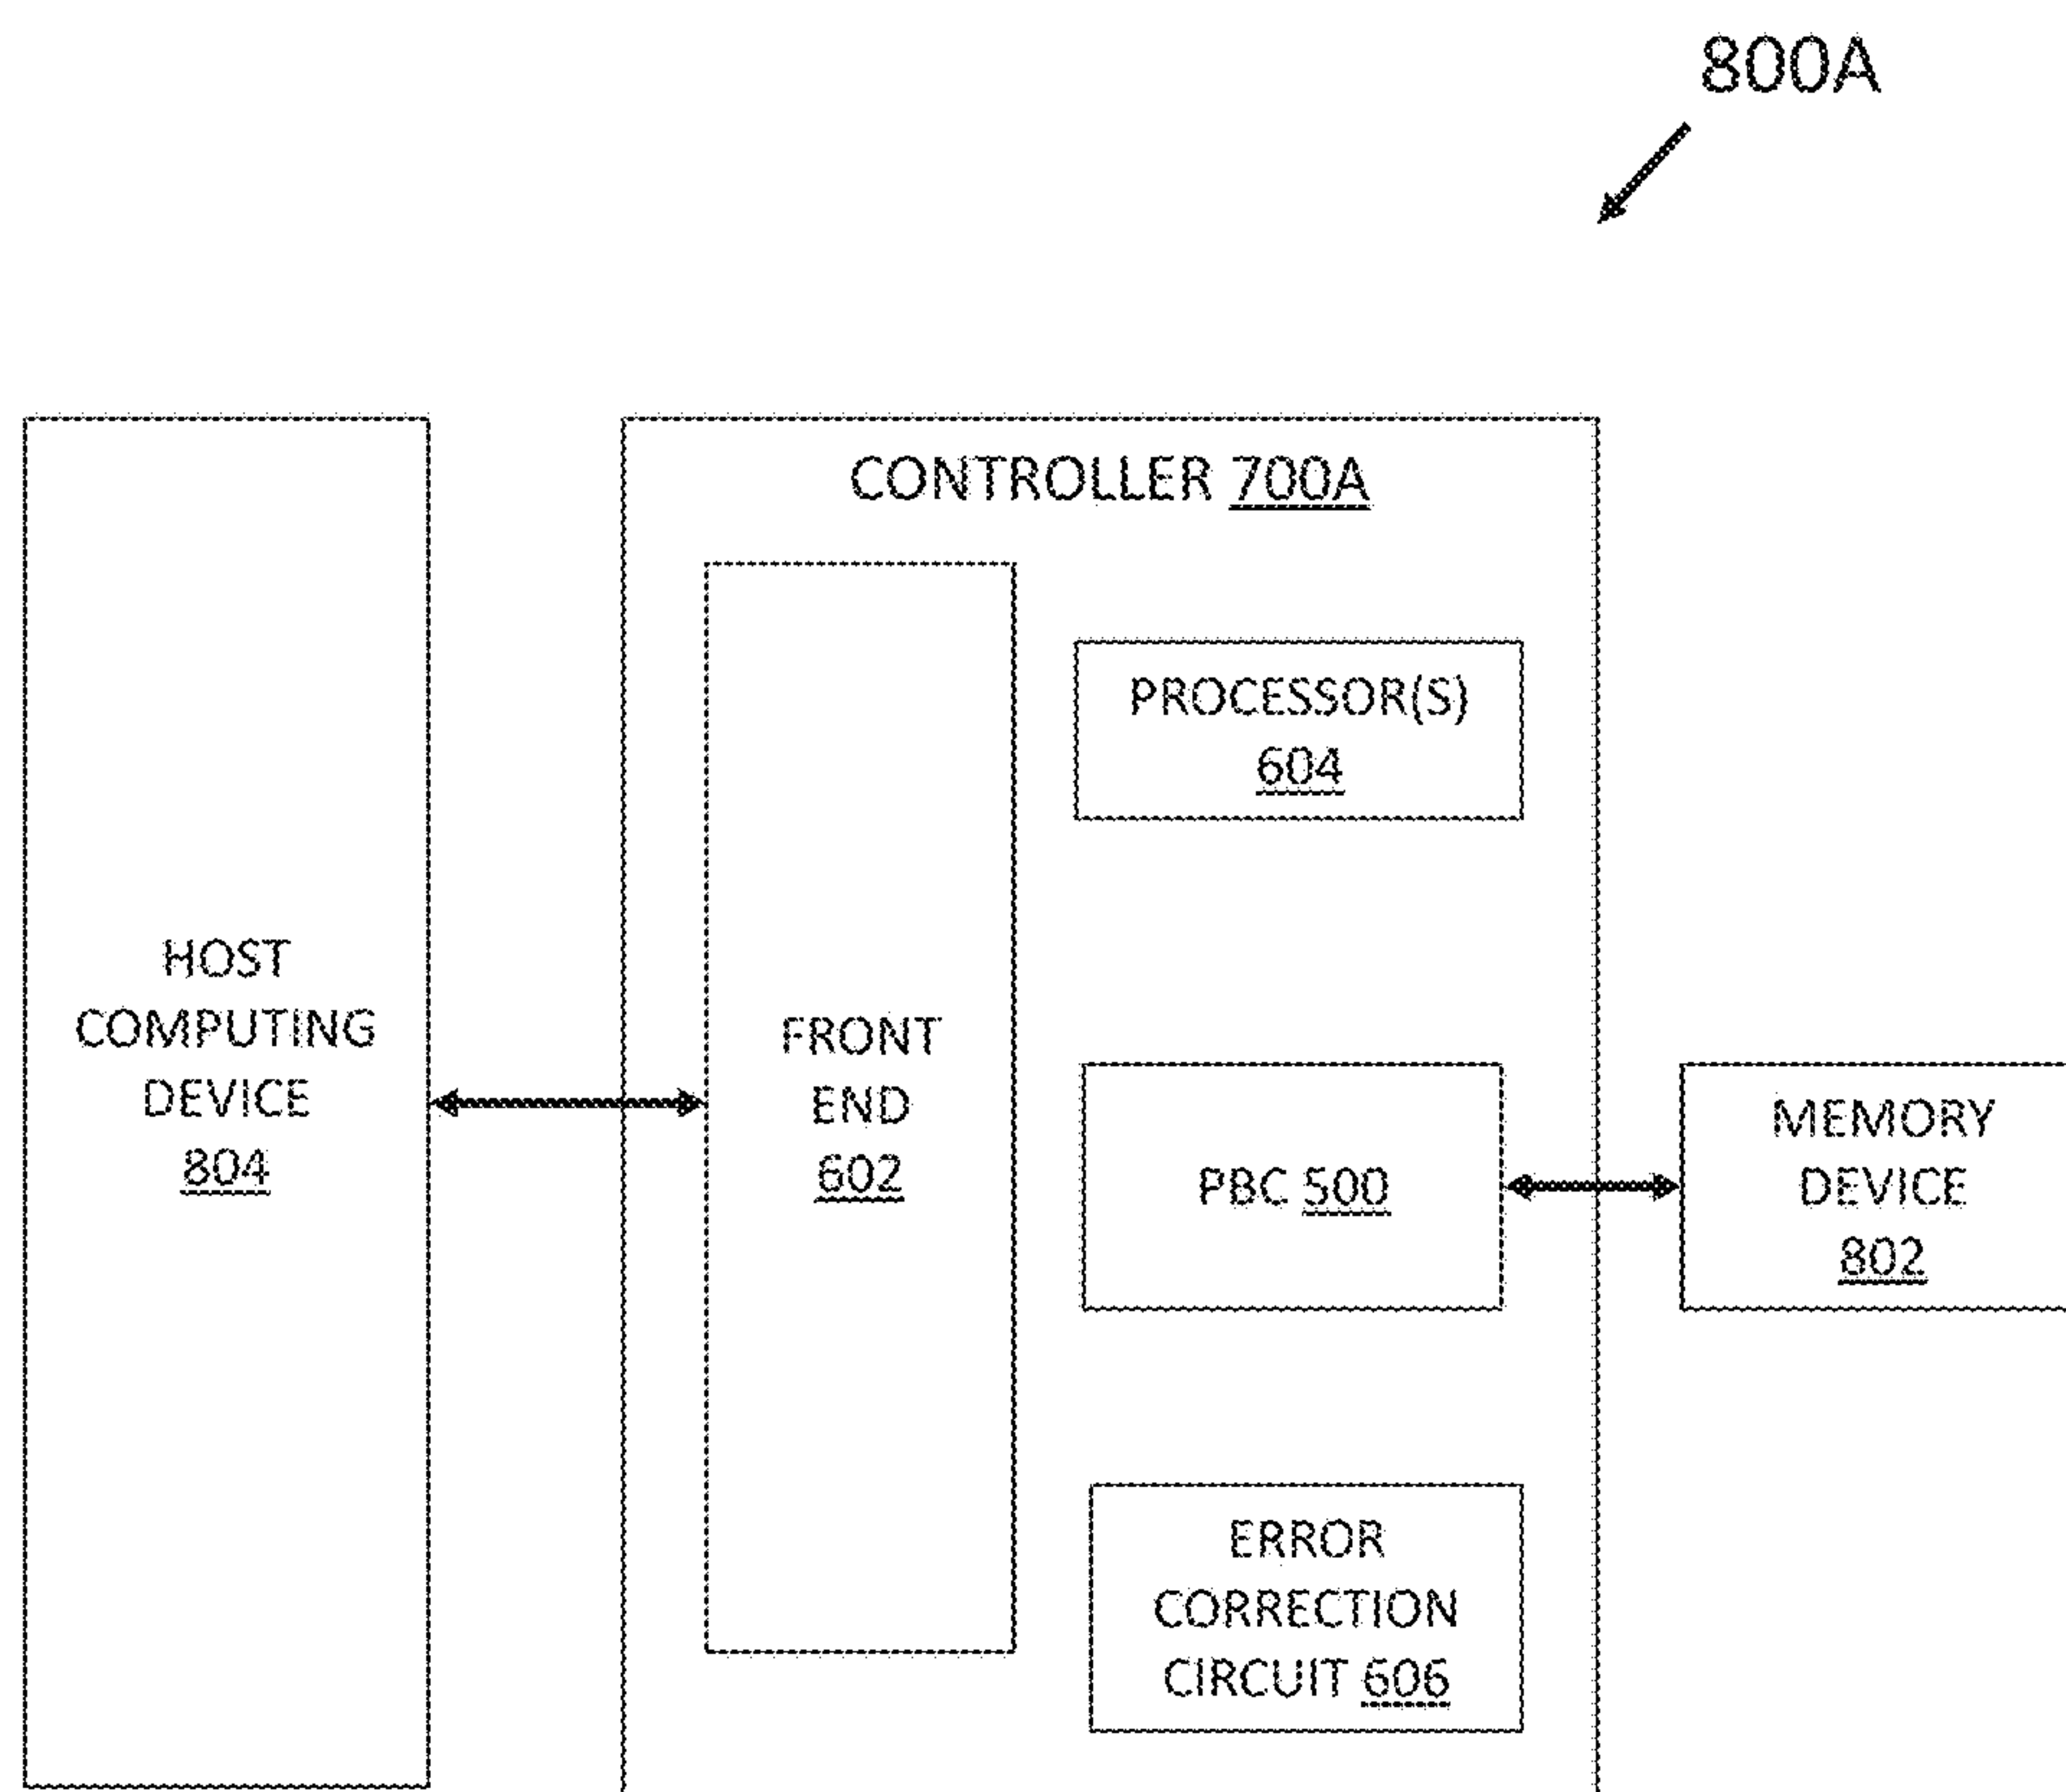 800A
CONTROLLER 700A
PROCESSOR(S)
604
HOST
COMPUTING
DEVICE
804
FRONT
END
602
PBC 500
MEMORY
DEVICE
802
ERROR
CORRECTION
CIRCUIT 606